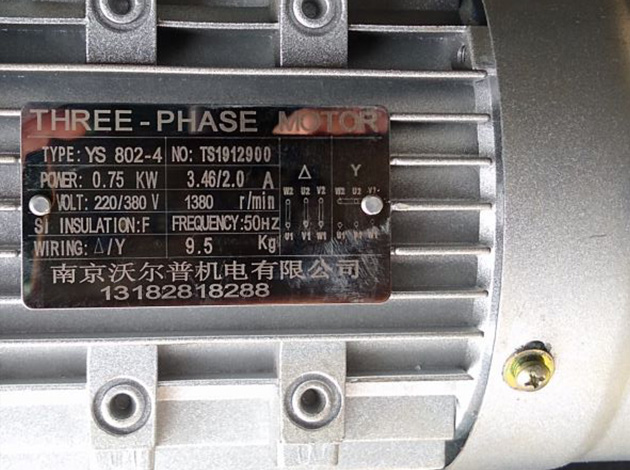 THREE-PHASE MOTOR
TYPE: YS 802-4 NO: TS1912900
POWER: 0.75 KW 3.46/2.0 A
VOLT: 220/380 V 1380 r/min
SI INSULATION:F FREQUENCY:50HZ
WIRING: △/Y 9.5 Kg
△ Y
W2 U2 V2 W2 U2 V2
U1 V1 W1 U1 V1 W1
南京沃尔普机电有限公司
13182818288